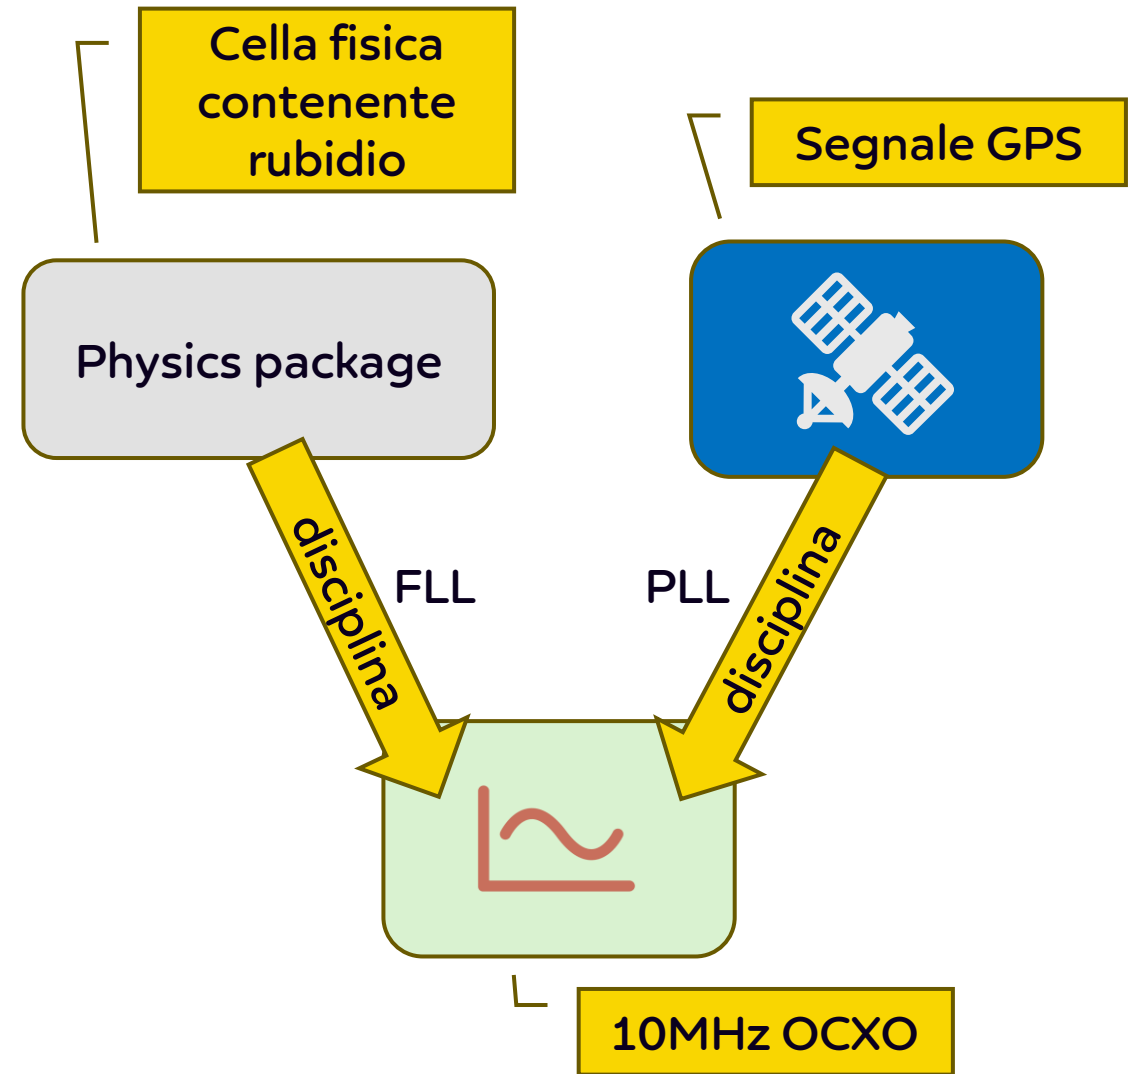 Cella fisica
contenente
rubidio
Segnale GPS
Physics package
disciplina
FLL
PLL
disciplina
10MHz OCXO